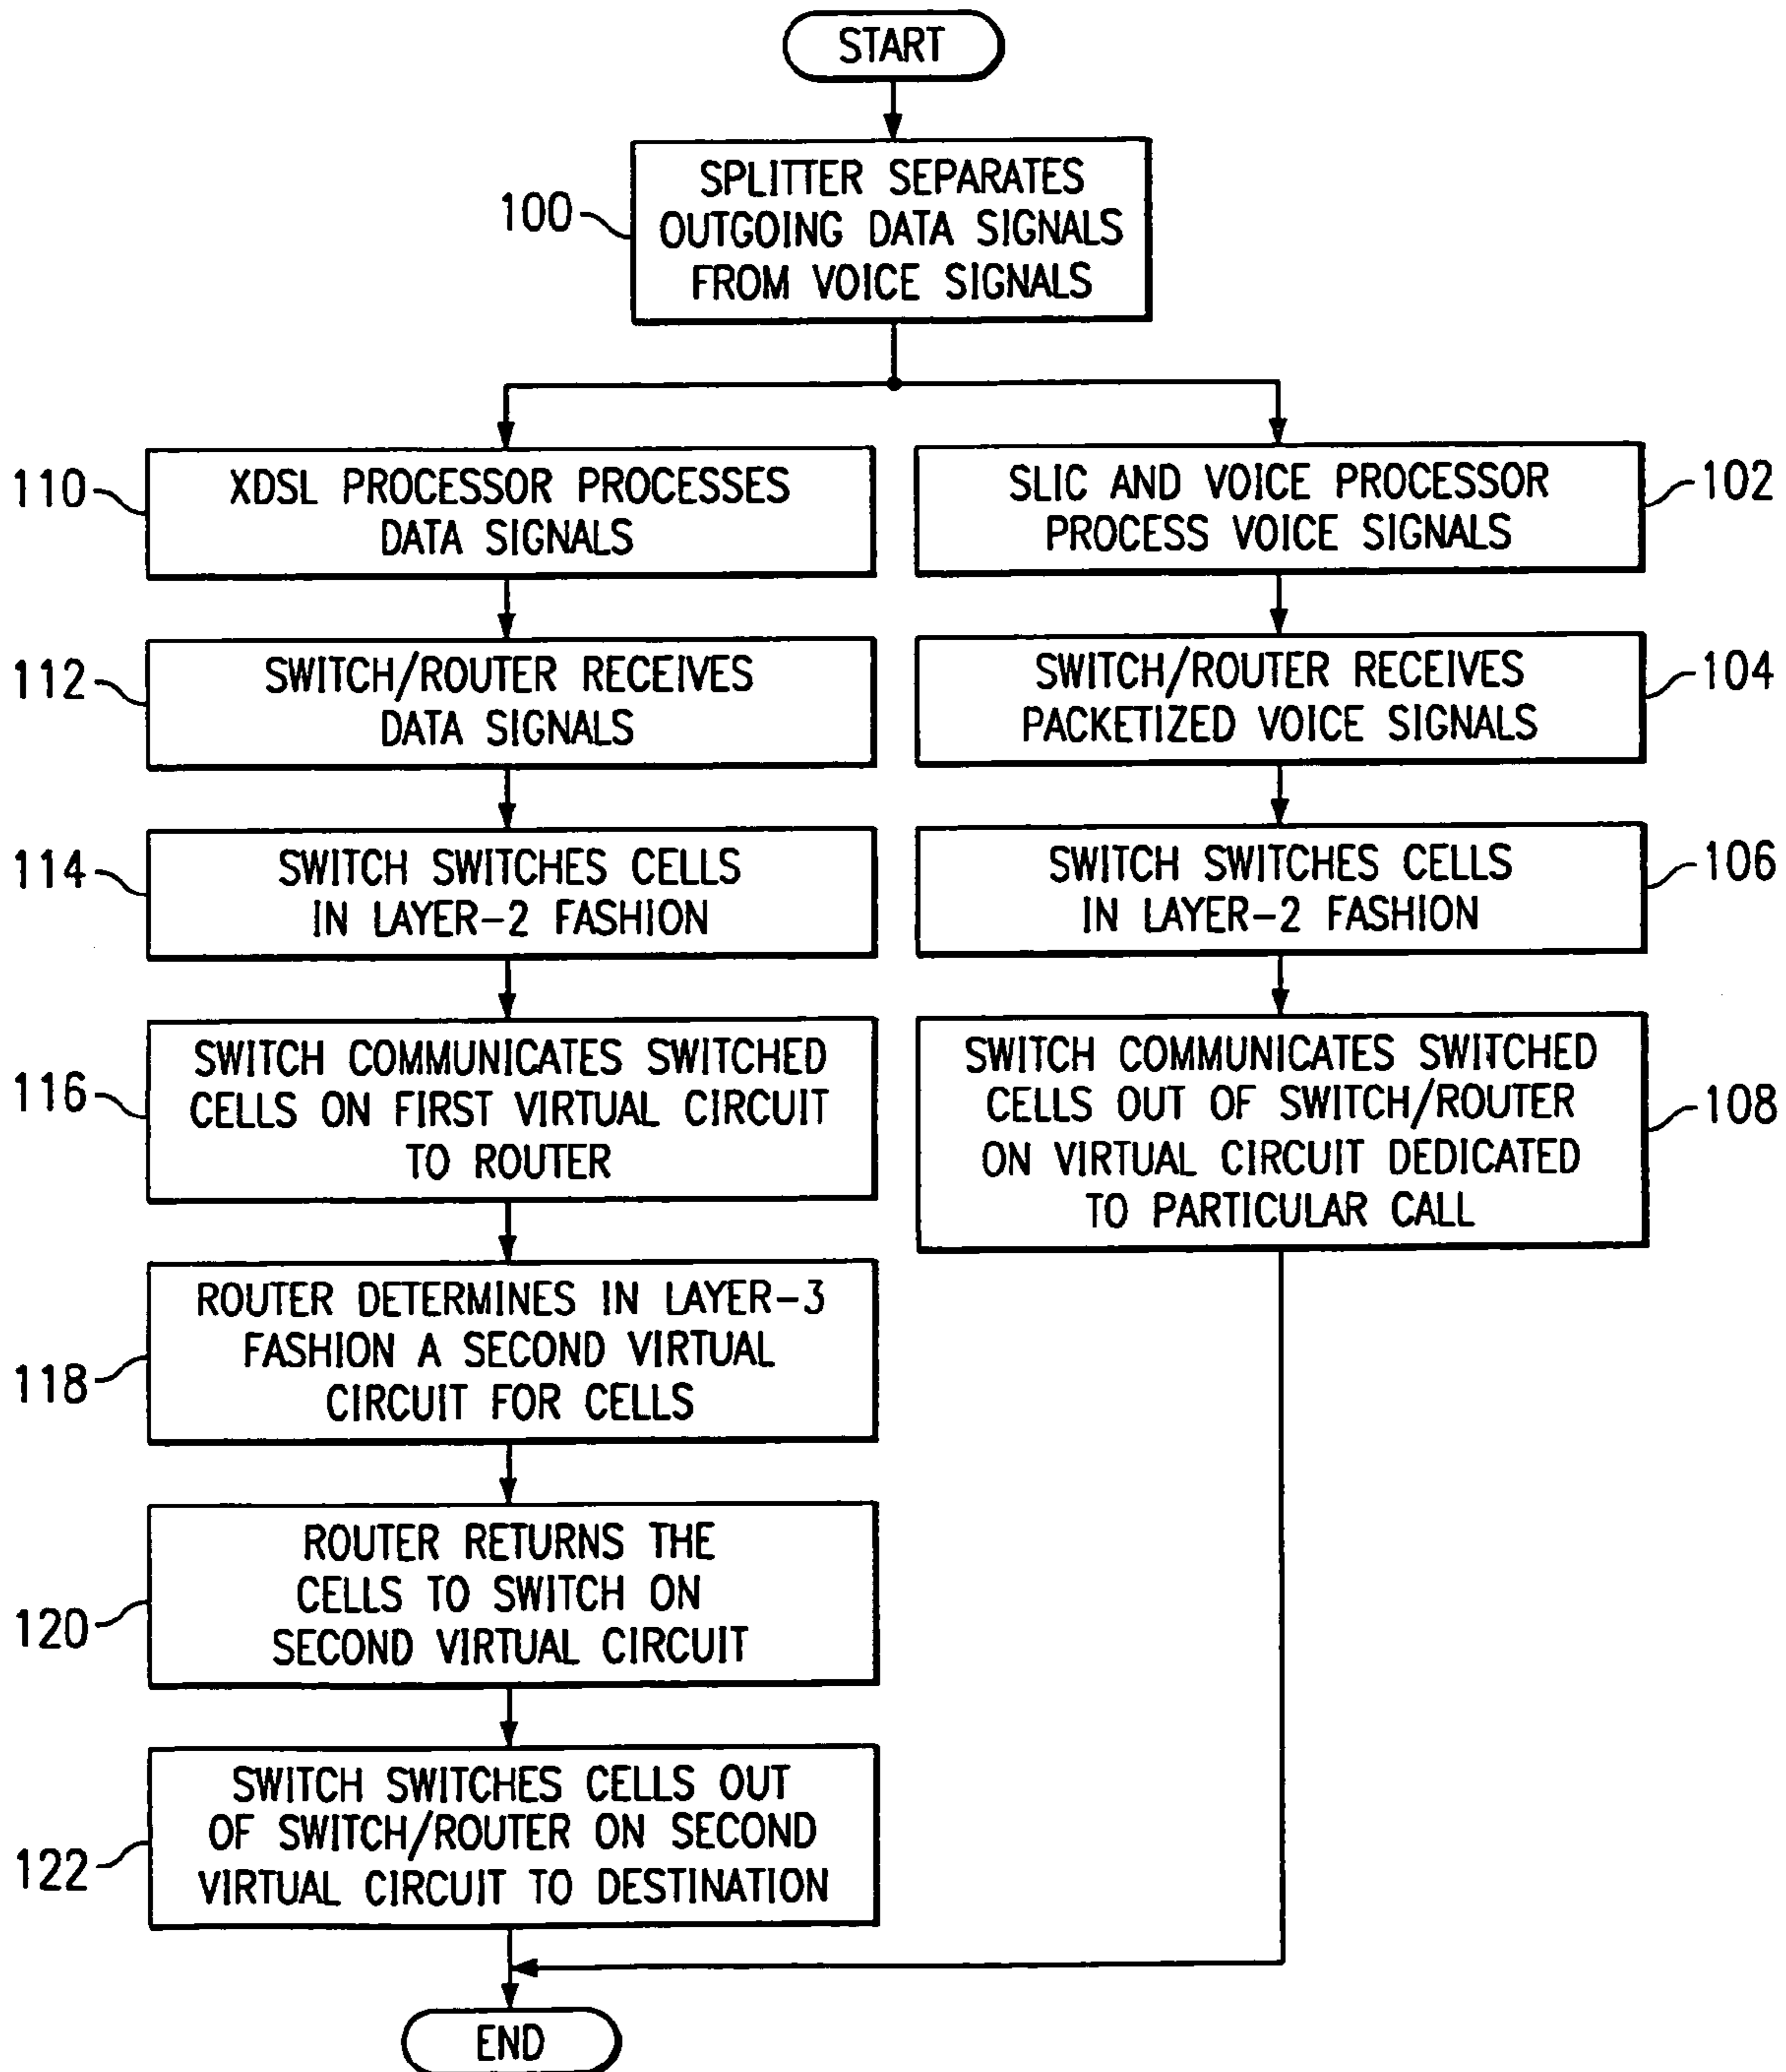 START
100
SPLITTER SEPARATES
OUTGOING DATA SIGNALS
FROM VOICE SIGNALS
110
XDSL PROCESSOR PROCESSES
DATA SIGNALS
112
SWITCH/ROUTER RECEIVES
DATA SIGNALS
114
SWITCH SWITCHES CELLS
IN LAYER-2 FASHION
116
SWITCH COMMUNICATES SWITCHED
CELLS ON FIRST VIRTUAL CIRCUIT
TO ROUTER
118
ROUTER DETERMINES IN LAYER-3
FASHION A SECOND VIRTUAL
CIRCUIT FOR CELLS
120
ROUTER RETURNS THE
CELLS TO SWITCH ON
SECOND VIRTUAL CIRCUIT
122
SWITCH SWITCHES CELLS OUT
OF SWITCH/ROUTER ON SECOND
VIRTUAL CIRCUIT TO DESTINATION
SLIC AND VOICE PROCESSOR
PROCESS VOICE SIGNALS
102
SWITCH/ROUTER RECEIVES
PACKETIZED VOICE SIGNALS
104
SWITCH SWITCHES CELLS
IN LAYER-2 FASHION
106
SWITCH COMMUNICATES SWITCHED
CELLS OUT OF SWITCH/ROUTER
ON VIRTUAL CIRCUIT DEDICATED
TO PARTICULAR CALL
108
END